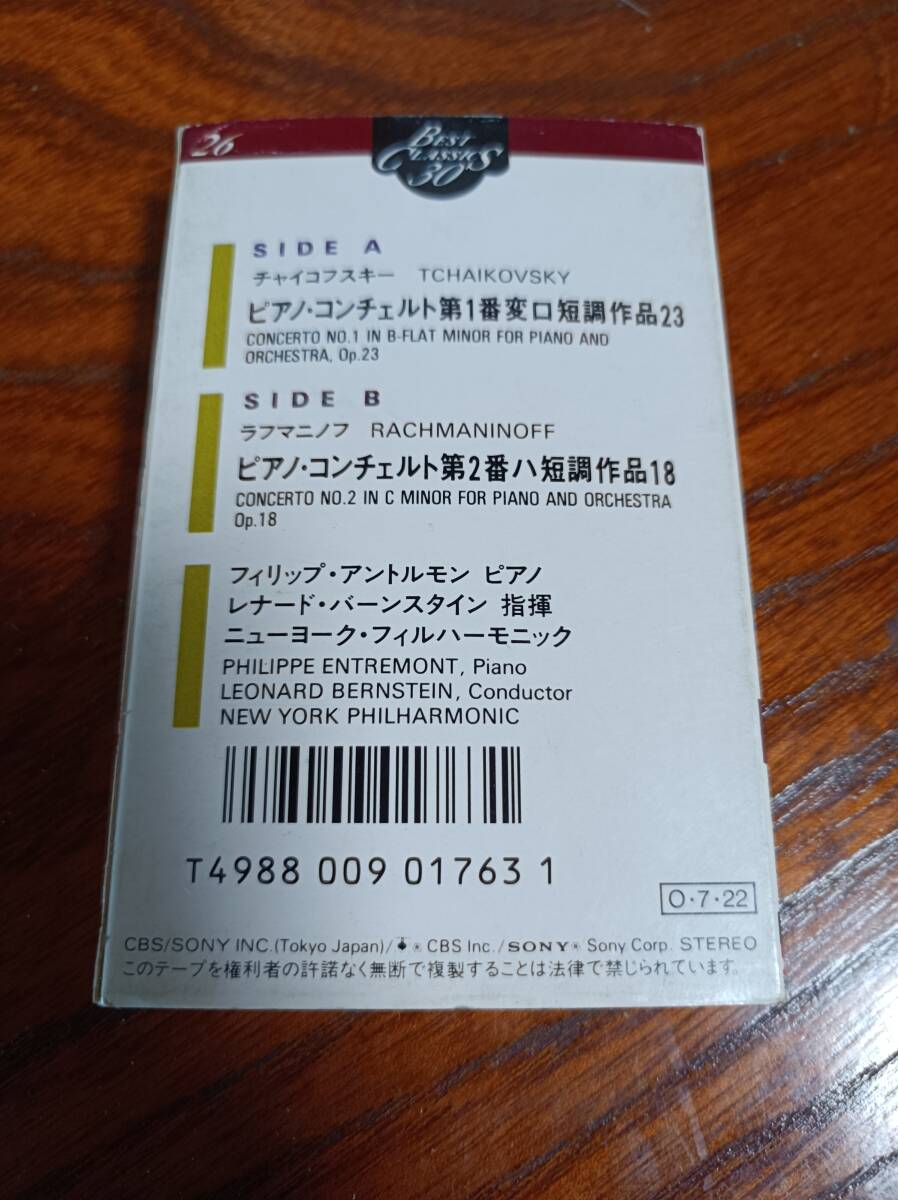 26
BEST
CLASSICS
30
SIDE A
チャイコフスキー TCHAIKOVSKY
ピアノ・コンチェルト第1番変ロ短調作品23
CONCERTO NO.1 IN B-FLAT MINOR FOR PIANO AND
ORCHESTRA, Op.23
SIDE B
ラフマニノフ RACHMANINOFF
ピアノ・コンチェルト第2番ハ短調作品18
CONCERTO NO.2 IN C MINOR FOR PIANO AND ORCHESTRA
Op.18
フィリップ・アントルモン ピアノ
レナード・バーンスタイン 指揮
ニューヨーク・フィルハーモニック
PHILIPPE ENTREMONT, Piano
LEONARD BERNSTEIN, Conductor
NEW YORK PHILHARMONIC
T4988 009 01763 1
O・7・22
CBS/SONY INC.(Tokyo Japan)/ ® CBS Inc./SONY® Sony Corp. STEREO
このテープを権利者の許諾なく無断で複製することは法律で禁じられています。